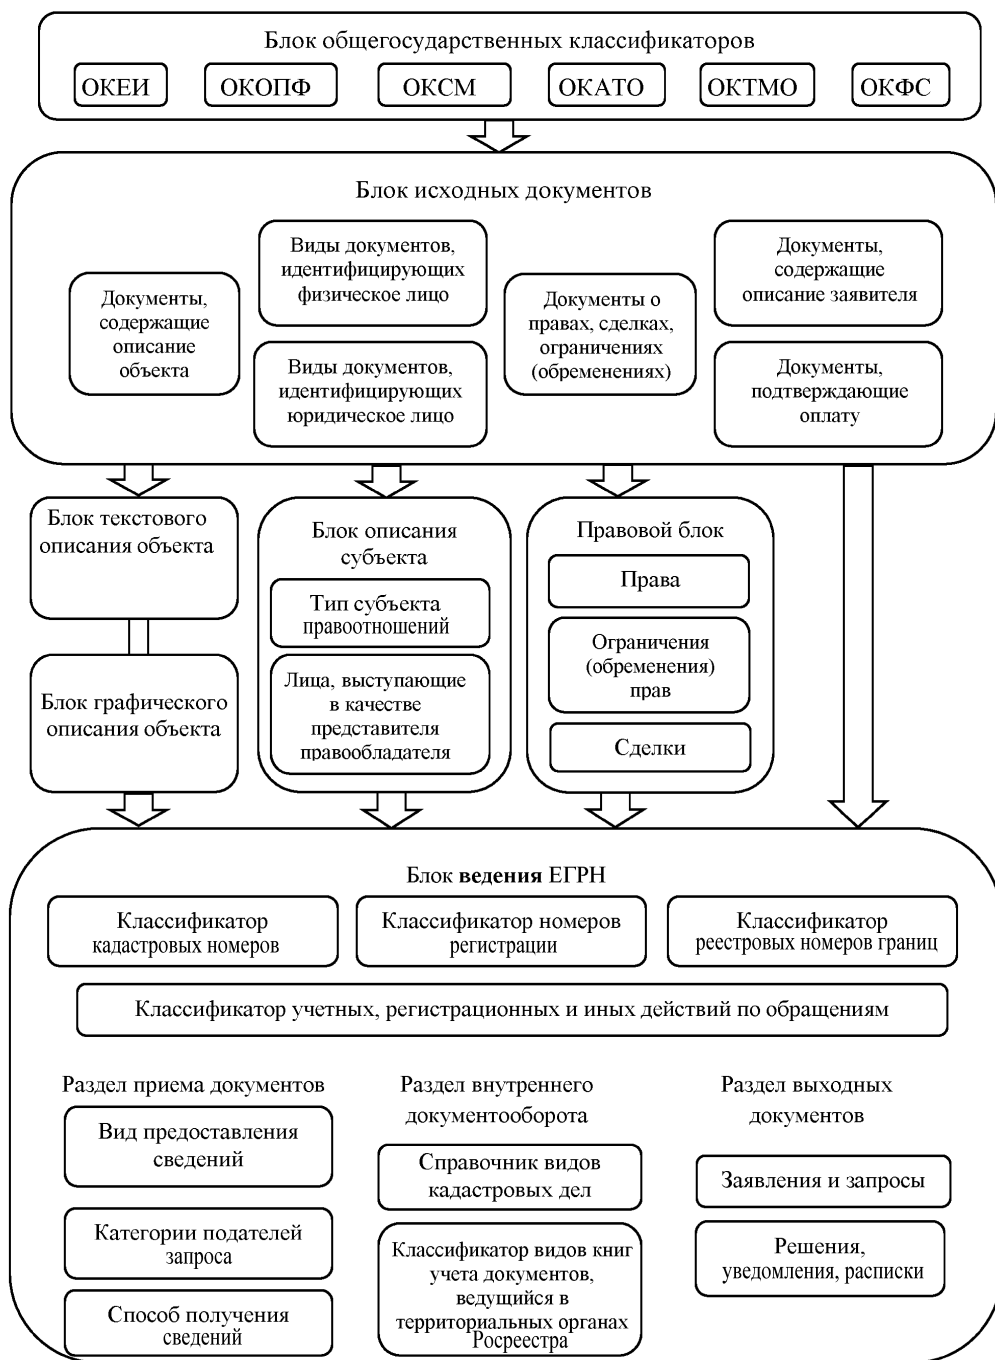 Блок общегосударственных классификаторов
ОКЕИ
ОКОПФ
ОКСМ
ОКАТО
ОКТМО
ОКФС
Блок исходных документов
Документы,
содержащие
описание
объекта
Виды документов,
идентифицирующих
физическое лицо
Виды документов,
идентифицирующих
юридическое лицо
Документы о
правах, сделках,
ограничениях
(обременениях)
Документы,
содержащие
описание заявителя
Документы,
подтверждающие
оплату
Блок текстового
описания объекта
Блок графического
описания объекта
Блок описания
субъекта
Тип субъекта
правоотношений
Лица, выступающие
в качестве
представителя
правообладателя
Правовой блок
Права
Ограничения
(обременения)
прав
Сделки
Блок ведения ЕГРН
Классификатор
кадастровых номеров
Классификатор номеров
регистрации
Классификатор
реестровых номеров границ
Классификатор учетных, регистрационных и иных действий по обращениям
Раздел приема документов
Вид предоставления
сведений
Категории подателей
запроса
Способ получения
сведений
Раздел внутреннего
документооборота
Справочник видов
кадастровых дел
Классификатор видов книг
учета документов,
ведущийся в
территориальных органах
Росреестра
Раздел выходных
документов
Заявления и запросы
Решения,
уведомления, расписки